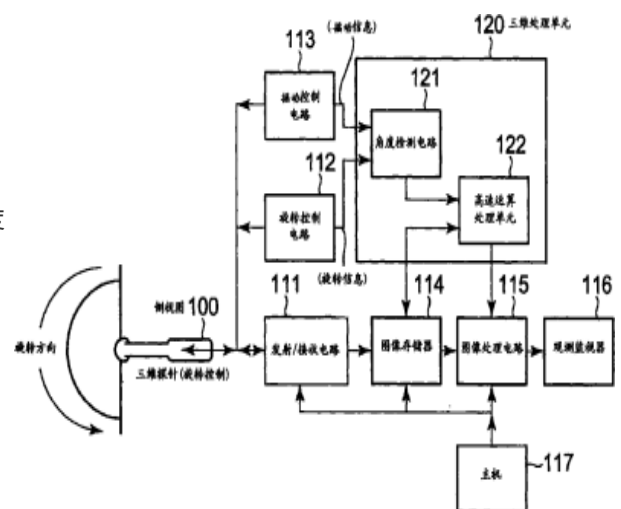 120 三维处理单元
(振动信息)
113
121
振动控制
电路
角度检测电路
122
112
高速运算
处理单元
旋转控制
电路
度
(旋转信息)
侧视图
100
111
114
115
116
旋转方向
发射/接收电路
图像存储器
图像处理电路
观测监视器
三维探针(旋转控制)
主机
117